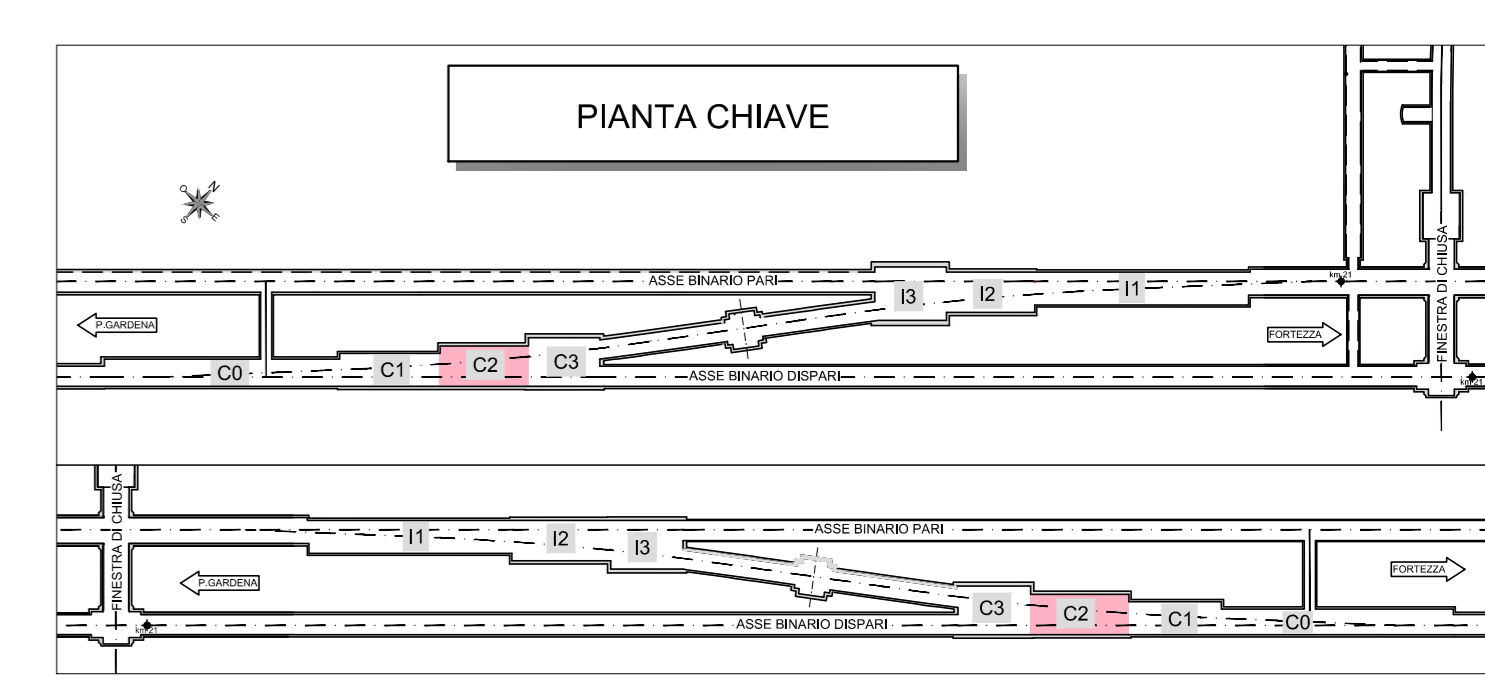 PIANTA CHIAVE
O N
S E
ASSE BINARIO PARI
km 21
FINESTRA DI CHIUSA
I3 I2 I1
P.GARDENA
FORTEZZA
C0 C1 C2 C3
ASSE BINARIO DISPARI
km 21
FINESTRA DI CHIUSA
ASSE BINARIO PARI
I1 I2 I3
P.GARDENA
FORTEZZA
C3 C2 C1 C0
km 21
ASSE BINARIO DISPARI